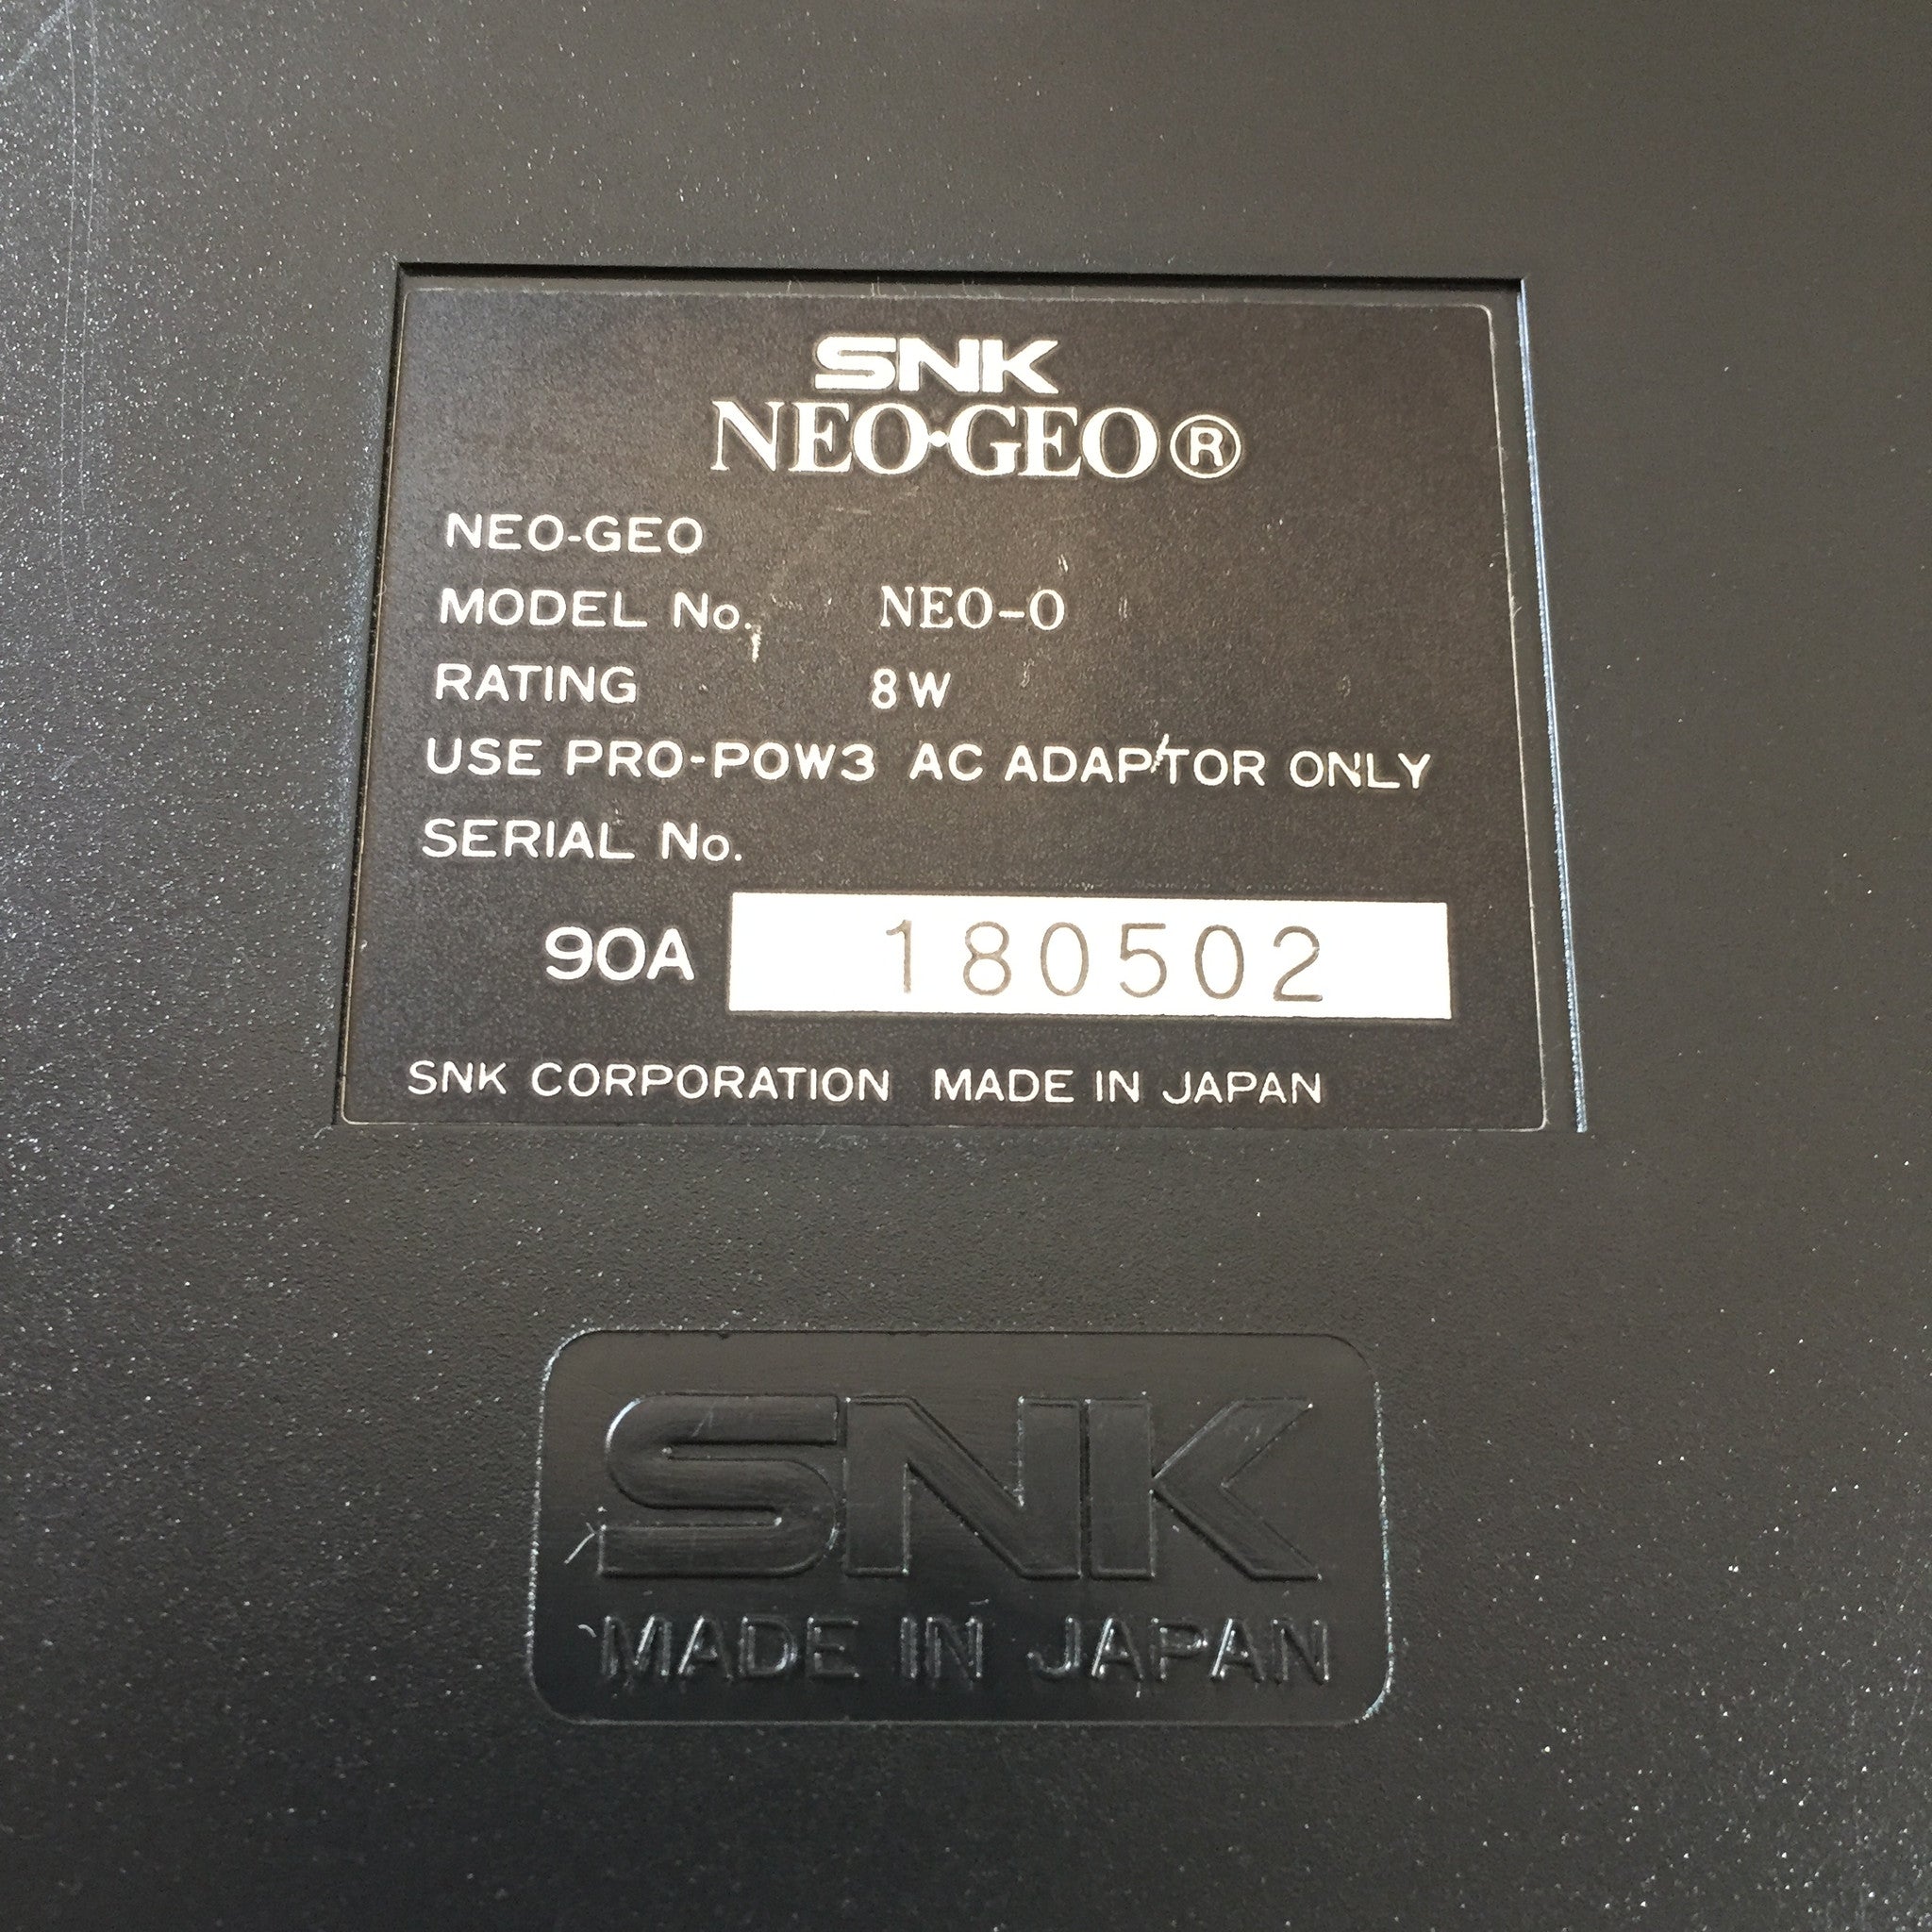 SNK
NEO·GEO®
NEO-GEO
MODEL No. NEO-0
RATING 8W
USE PRO-POW3 AC ADAPTOR ONLY
SERIAL No.
90A 180502
SNK CORPORATION MADE IN JAPAN
SNK
MADE IN JAPAN